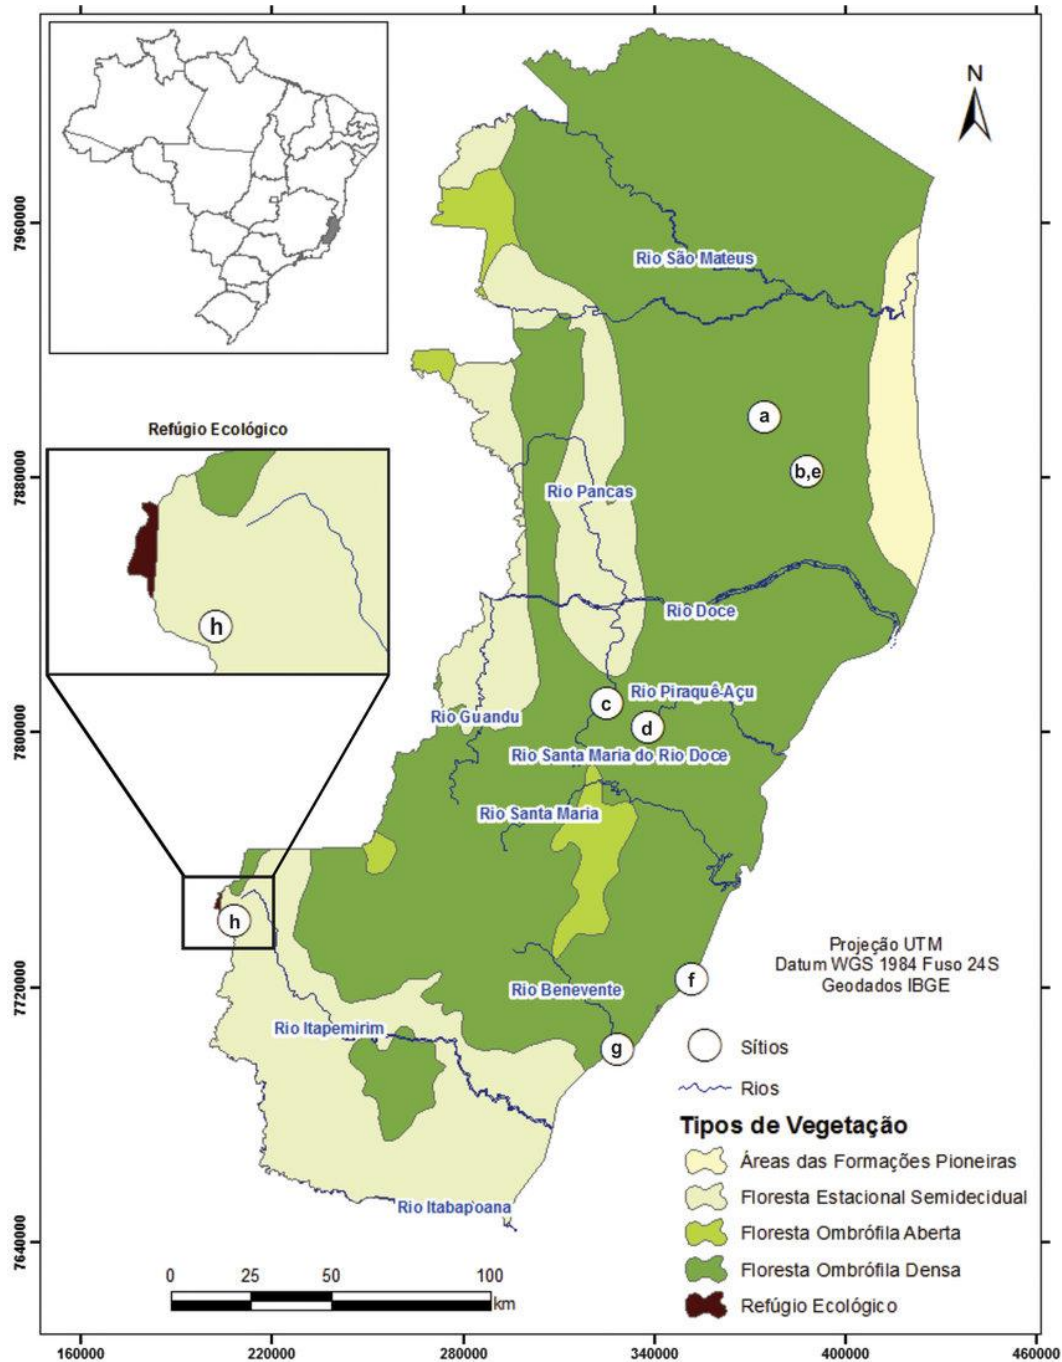 N
7960000
7880000
7800000
7720000
7640000
Refúgio Ecológico
h
Rio São Mateus
a
b,e
Rio Pancas
Rio Doce
Rio Piraquê-Açu
c
d
Rio Guandu
Rio Santa Maria do Rio Doce
Rio Santa Maria
h
Projeção UTM
Datum WGS 1984 Fuso 24S
Geodados IBGE
f
Rio Benevente
Rio Itapemirim
g
Sítios
Rios
Tipos de Vegetação
Áreas das Formações Pioneiras
Floresta Estacional Semidecidual
Floresta Ombrófila Aberta
Floresta Ombrófila Densa
Refúgio Ecológico
Rio Itabapoana
0 25 50 100
km
160000 220000 280000 340000 400000 460000